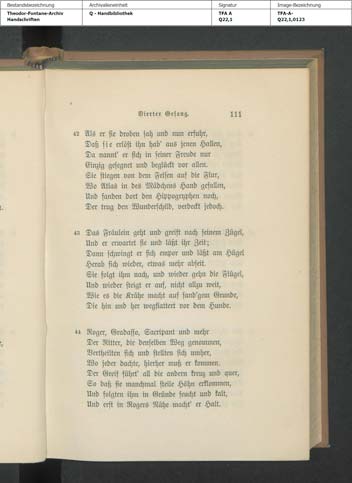 Bestandsbezeichnung
Archivalieneinheit
Signatur
Image-Bezeichnung
Theodor-Fontane-Archiv
Handschriften
Q - Handbibliothek
TFA A
Q22,1
TFA-A-
Q22,1,0123
Vierter Gesang. 111
42 Als er sie droben sah und nun erfuhr,
Daß sie erlöst ihn hab' aus jenen Hallen,
Da nannt' er sich in seiner Freude nur
Einzig gesegnet und beglückt vor allen.
Sie stiegen von dem Felsen auf die Flur,
Wo Atlas in des Mädchens Hand gefallen,
Und fanden dort den Hippogryphen noch,
Der trug den Wunderschild, verdeckt jedoch.
43 Das Fräulein geht und greift nach seinem Zügel,
Und er erwartet sie und läßt ihr Zeit;
Dann schwingt er sich empor und läßt am Hügel
Herab sich wieder, etwas mehr abseit.
Sie folgt ihm nach, und wieder gehn die Flügel,
Und wieder steigt er auf, nicht allzu weit,
Wie es die Krähe macht auf sand'gem Grunde,
Die hin und her wegflattert vor dem Hunde.
44 Roger, Gradasso, Sacripant und mehr
Der Ritter, die denselben Weg genommen,
Vertheilten sich und stellten sich umher,
Wo jeder dachte, hierher muß er kommen.
Der Greif führt' all die andern kreuz und quer,
So daß sie manchmal steile Höhn erklommen,
Und folgten ihm in Gründe feucht und kalt,
Und erst in Rogers Nähe macht' er Halt.